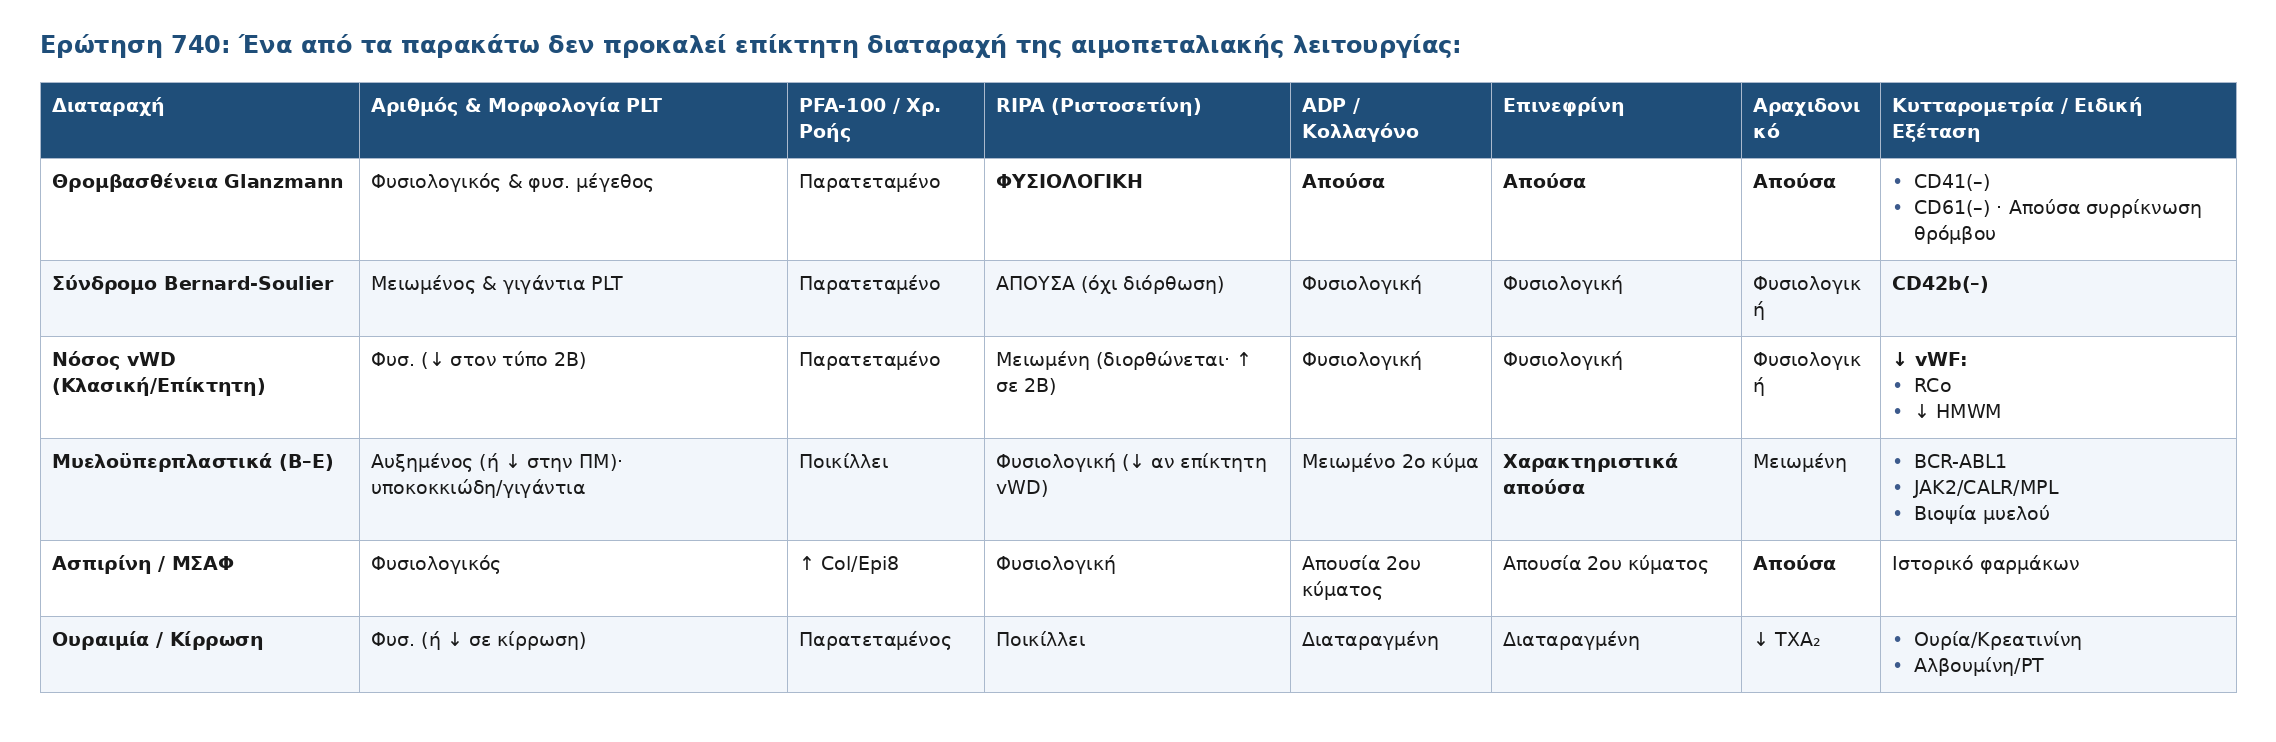 Ερώτηση 740: Ένα από τα παρακάτω δεν προκαλεί επίκτητη διαταραχή της αιμοπεταλιακής λειτουργίας:
Διαταραχή
Αριθμός & Μορφολογία PLT
PFA-100 / Χρ.
Ροής
RIPA (Ριστοσετίνη)
ADP /
Κολλαγόνο
Επινεφρίνη
Αραχιδονι
κό
Κυτταρομετρία / Ειδική
Εξέταση
Θρομβασθένεια Glanzmann
Φυσιολογικός & φυσ. μέγεθος
Παρατεταμένο
ΦΥΣΙΟΛΟΓΙΚΗ
Απούσα
Απούσα
Απούσα
• CD41(–)
• CD61(–) · Απούσα συρρίκνωση
θρόμβου
Σύνδρομο Bernard-Soulier
Μειωμένος & γιγάντια PLT
Παρατεταμένο
ΑΠΟΥΣΑ (όχι διόρθωση)
Φυσιολογική
Φυσιολογική
Φυσιολογικ
ή
CD42b(–)
Νόσος vWD
(Κλασική/Επίκτητη)
Φυσ. (↓ στον τύπο 2B)
Παρατεταμένο
Μειωμένη (διορθώνεται· ↑
σε 2B)
Φυσιολογική
Φυσιολογική
Φυσιολογικ
ή
↓ vWF:
• RCo
• ↓ HMWM
Μυελοϋπερπλαστικά (Β–Ε)
Αυξημένος (ή ↓ στην ΠΜ)·
υποκοκκιώδη/γιγάντια
Ποικίλλει
Φυσιολογική (↓ αν επίκτητη
vWD)
Μειωμένο 2ο κύμα
Χαρακτηριστικά
απούσα
Μειωμένη
• BCR-ABL1
• JAK2/CALR/MPL
• Βιοψία μυελού
Ασπιρίνη / ΜΣΑΦ
Φυσιολογικός
↑ Col/Epi8
Φυσιολογική
Απουσία 2ου
κύματος
Απουσία 2ου κύματος
Απούσα
Ιστορικό φαρμάκων
Ουραιμία / Κίρρωση
Φυσ. (ή ↓ σε κίρρωση)
Παρατεταμένος
Ποικίλλει
Διαταραγμένη
Διαταραγμένη
↓ TXA₂
• Ουρία/Κρεατινίνη
• Αλβουμίνη/PT